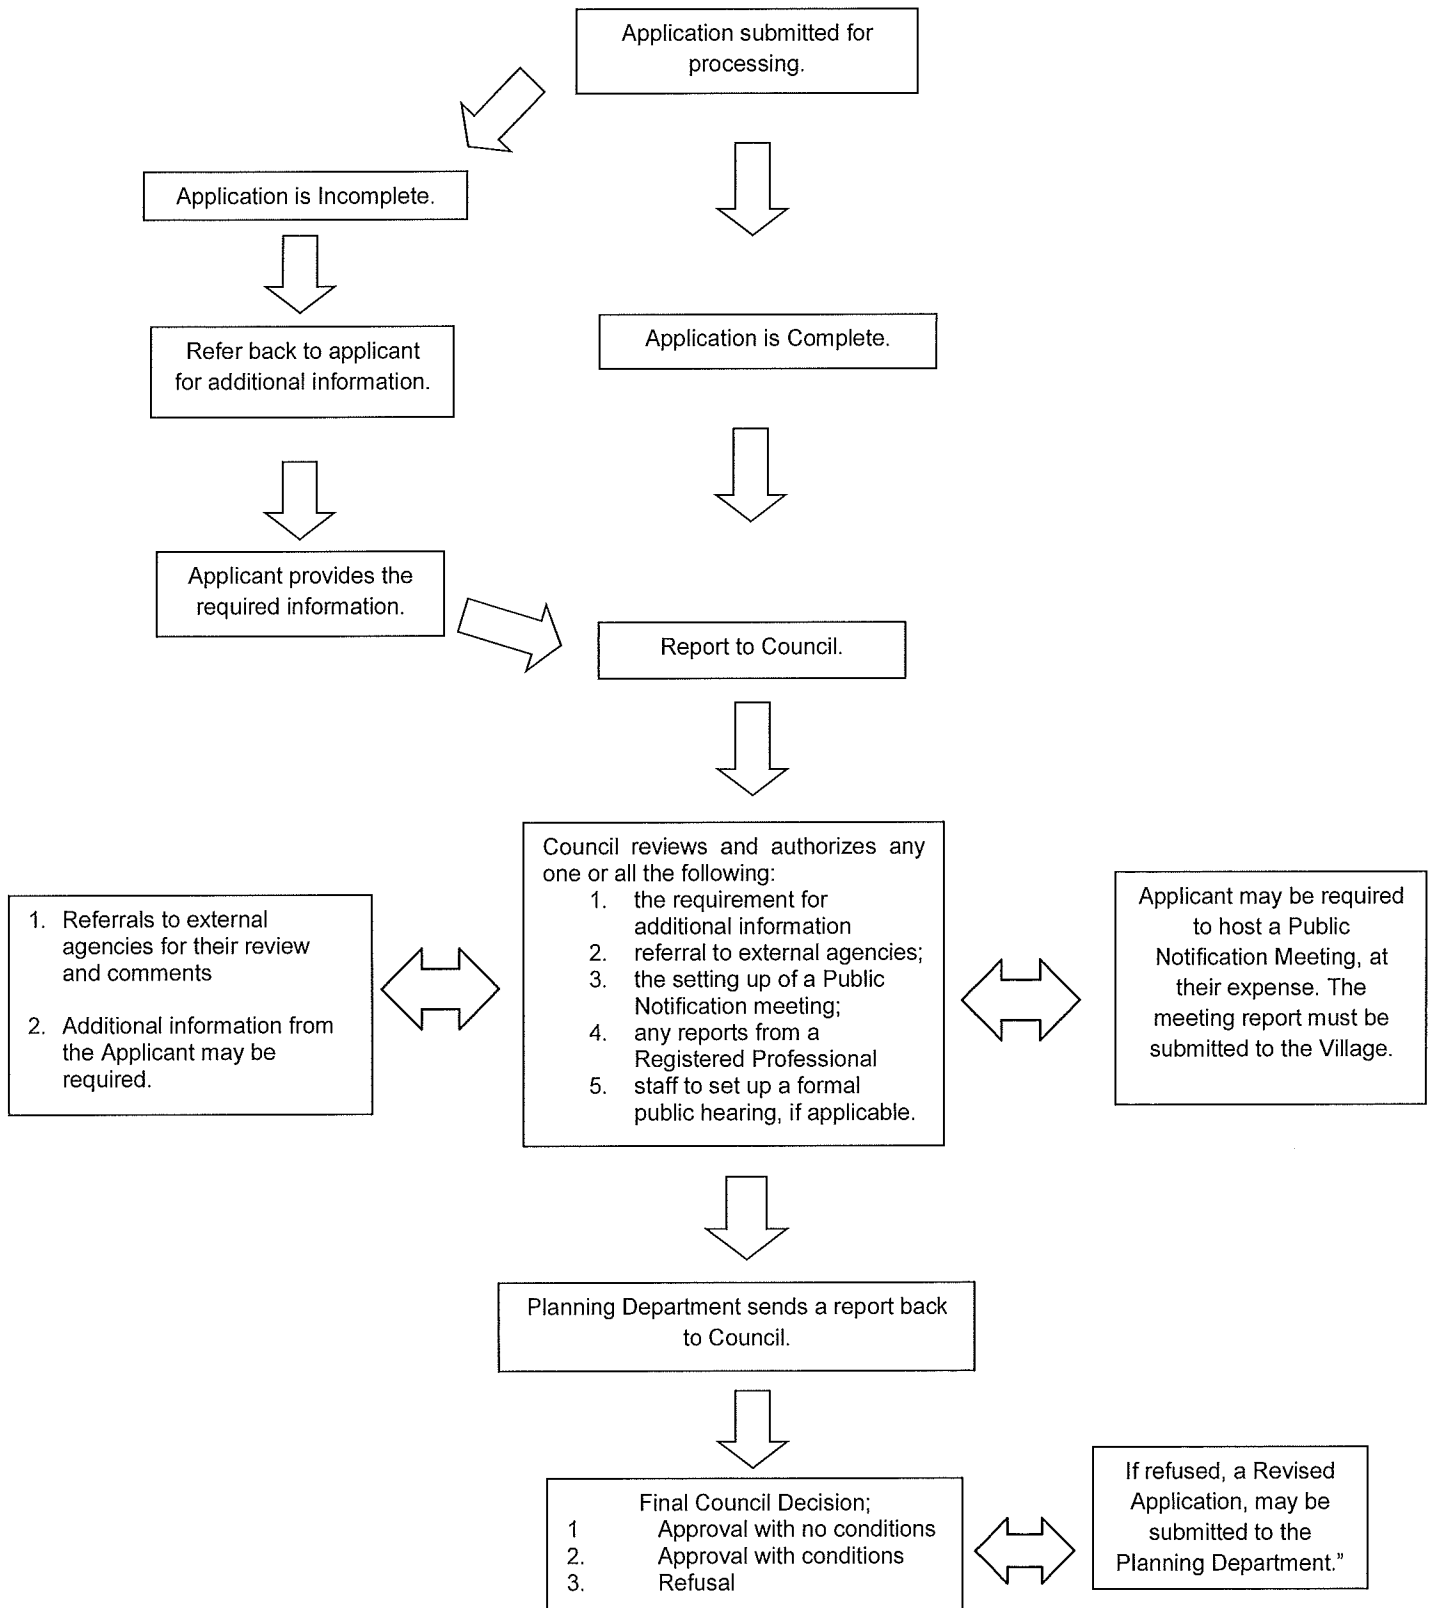 Application submitted for
processing.
Application is Incomplete.
Refer back to applicant
for additional information.
Application is Complete.
Applicant provides the
required information.
Report to Council.
Council reviews and authorizes any
one or all the following:
1. the requirement for
additional information
2. referral to external agencies;
3. the setting up of a Public
Notification meeting;
4. any reports from a
Registered Professional
5. staff to set up a formal
public hearing, if applicable.
1. Referrals to external
agencies for their review
and comments
2. Additional information from
the Applicant may be
required.
Applicant may be required
to host a Public
Notification Meeting, at
their expense. The
meeting report must be
submitted to the Village.
Planning Department sends a report back
to Council.
Final Council Decision;
1 Approval with no conditions
2. Approval with conditions
3. Refusal
If refused, a Revised
Application, may be
submitted to the
Planning Department.”